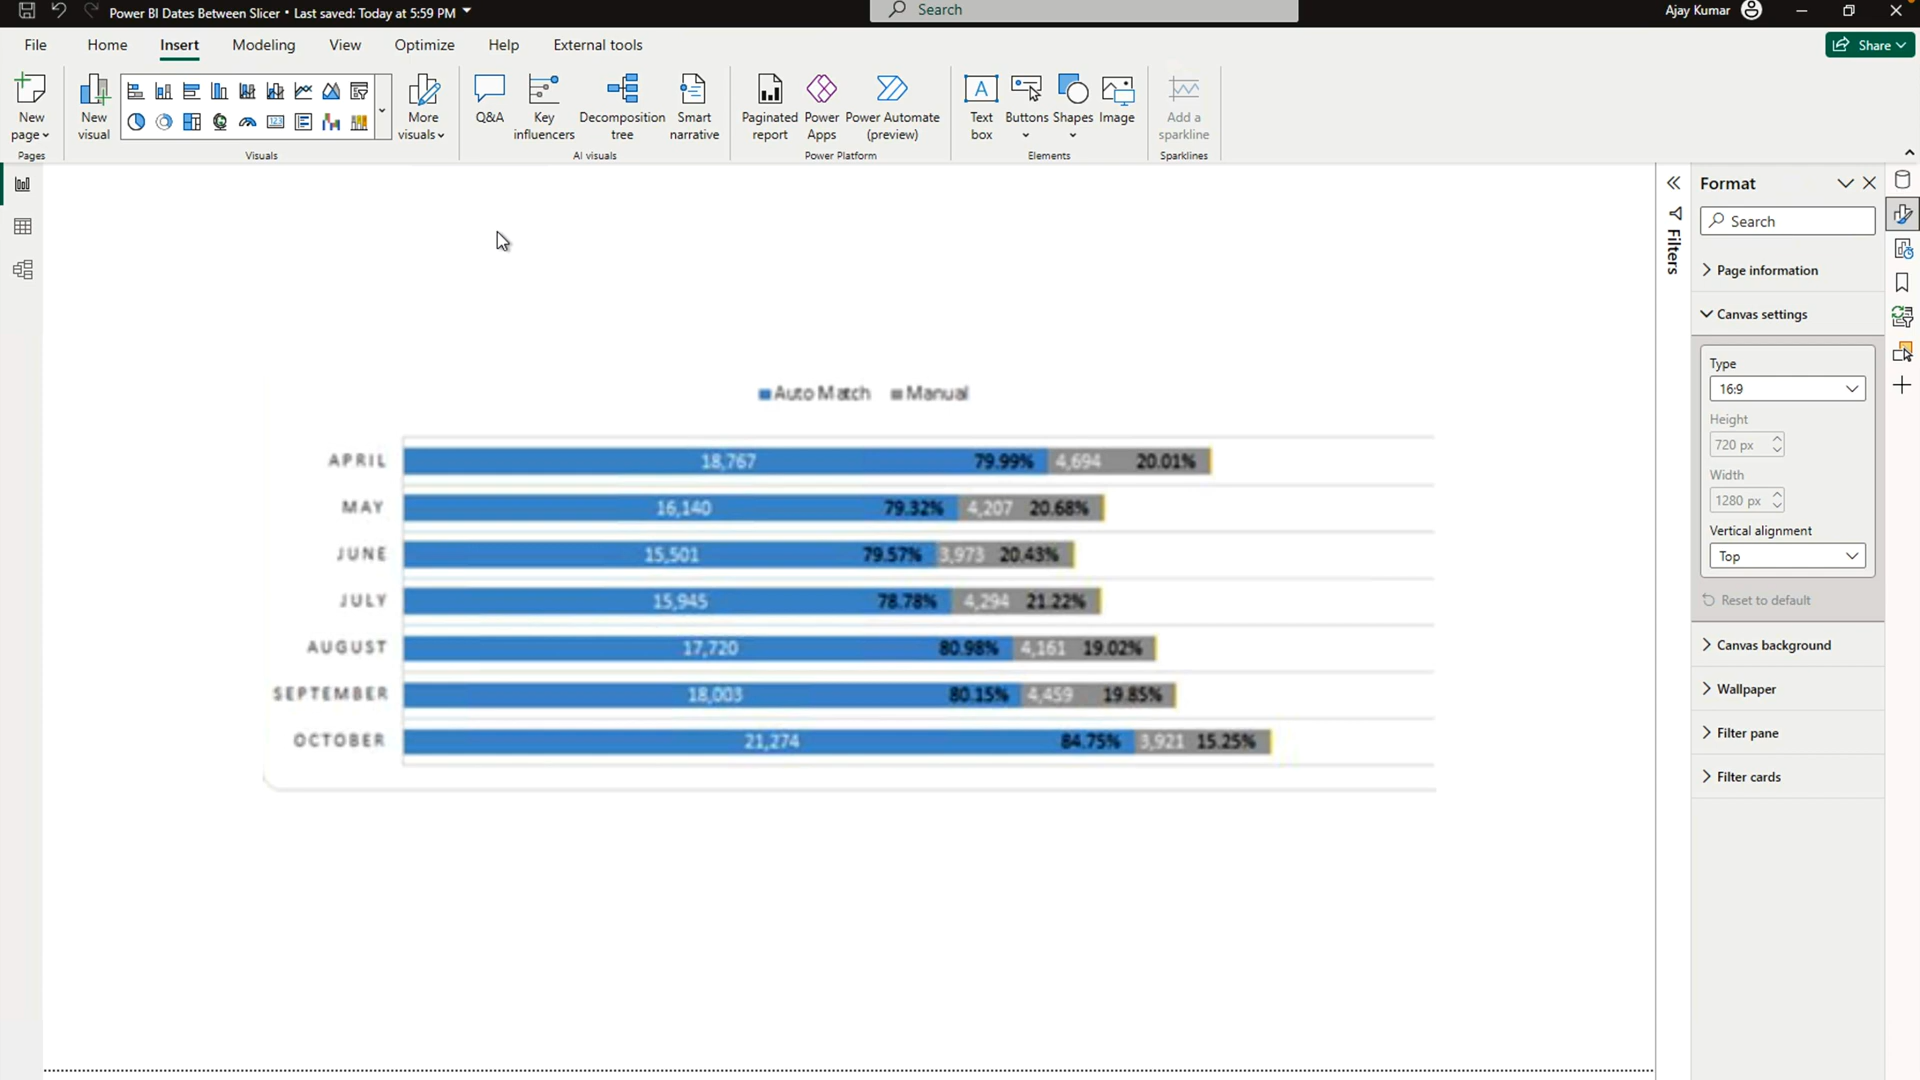 Power BI Dates Between Slicer • Last saved: Today at 5:59 PM
Search
Ajay Kumar
File Home Insert Modeling View Optimize Help External tools
Share
New page
New visual
More visuals
Q&A
Key influencers
Decomposition tree
Smart narrative
Paginated report
Power Apps
Power Automate (preview)
Text box
Buttons
Shapes
Image
Add a sparkline
Pages
Visuals
AI visuals
Power Platform
Elements
Sparklines
Auto Match Manual
APRIL 18,767 79.99% 4,694 20.01%
MAY 16,140 79.32% 4,207 20.68%
JUNE 15,501 79.57% 3,973 20.43%
JULY 15,945 78.78% 4,294 21.22%
AUGUST 17,720 80.98% 4,161 19.02%
SEPTEMBER 18,003 80.15% 4,459 19.85%
OCTOBER 21,274 84.75% 3,921 15.25%
Filters
Format
Search
Page information
Canvas settings
Type
16:9
Height
720 px
Width
1280 px
Vertical alignment
Top
Reset to default
Canvas background
Wallpaper
Filter pane
Filter cards